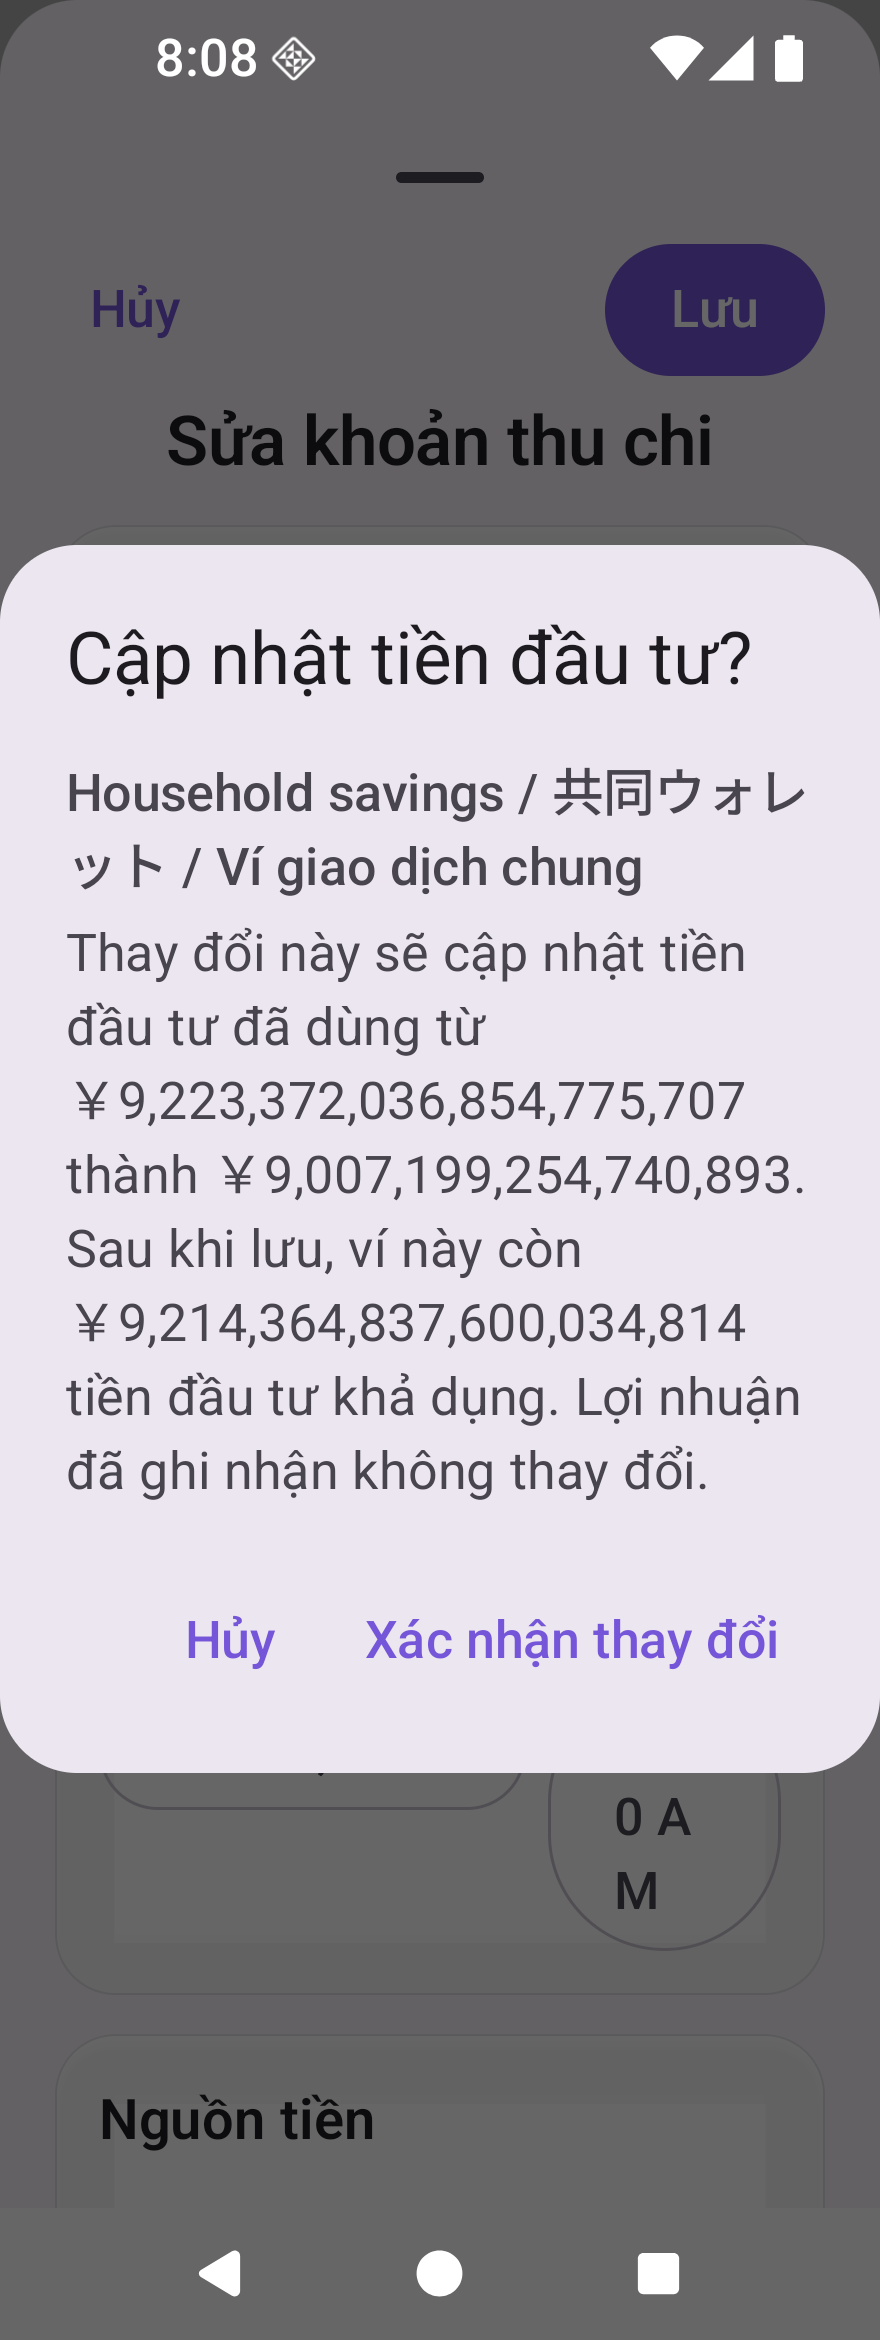 8:08
Hủy
Lưu
Sửa khoản thu chi
Cập nhật tiền đầu tư?
Household savings / 共同ウォレ
ット / Ví giao dịch chung
Thay đổi này sẽ cập nhật tiền
đầu tư đã dùng từ
￥9,223,372,036,854,775,707
thành ￥9,007,199,254,740,893.
Sau khi lưu, ví này còn
￥9,214,364,837,600,034,814
tiền đầu tư khả dụng. Lợi nhuận
đã ghi nhận không thay đổi.
Hủy
Xác nhận thay đổi
0 A
M
Nguồn tiền